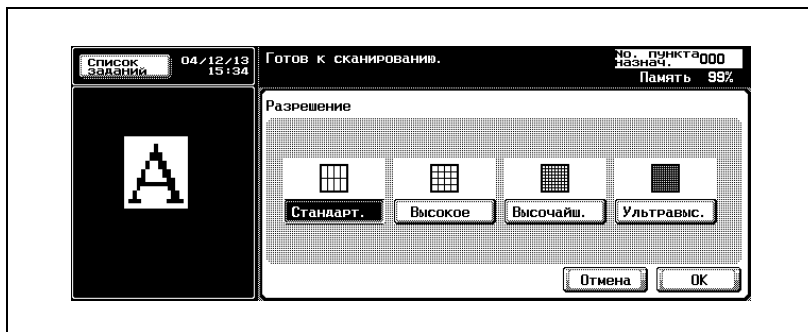 Список
заданий
04/12/13
15:34
Готов к сканированию.
No. пункта
назнач.
000
Память 99%
A
Разрешение
Стандарт.
Высокое
Высочайш.
Ультравыс.
Отмена
OK